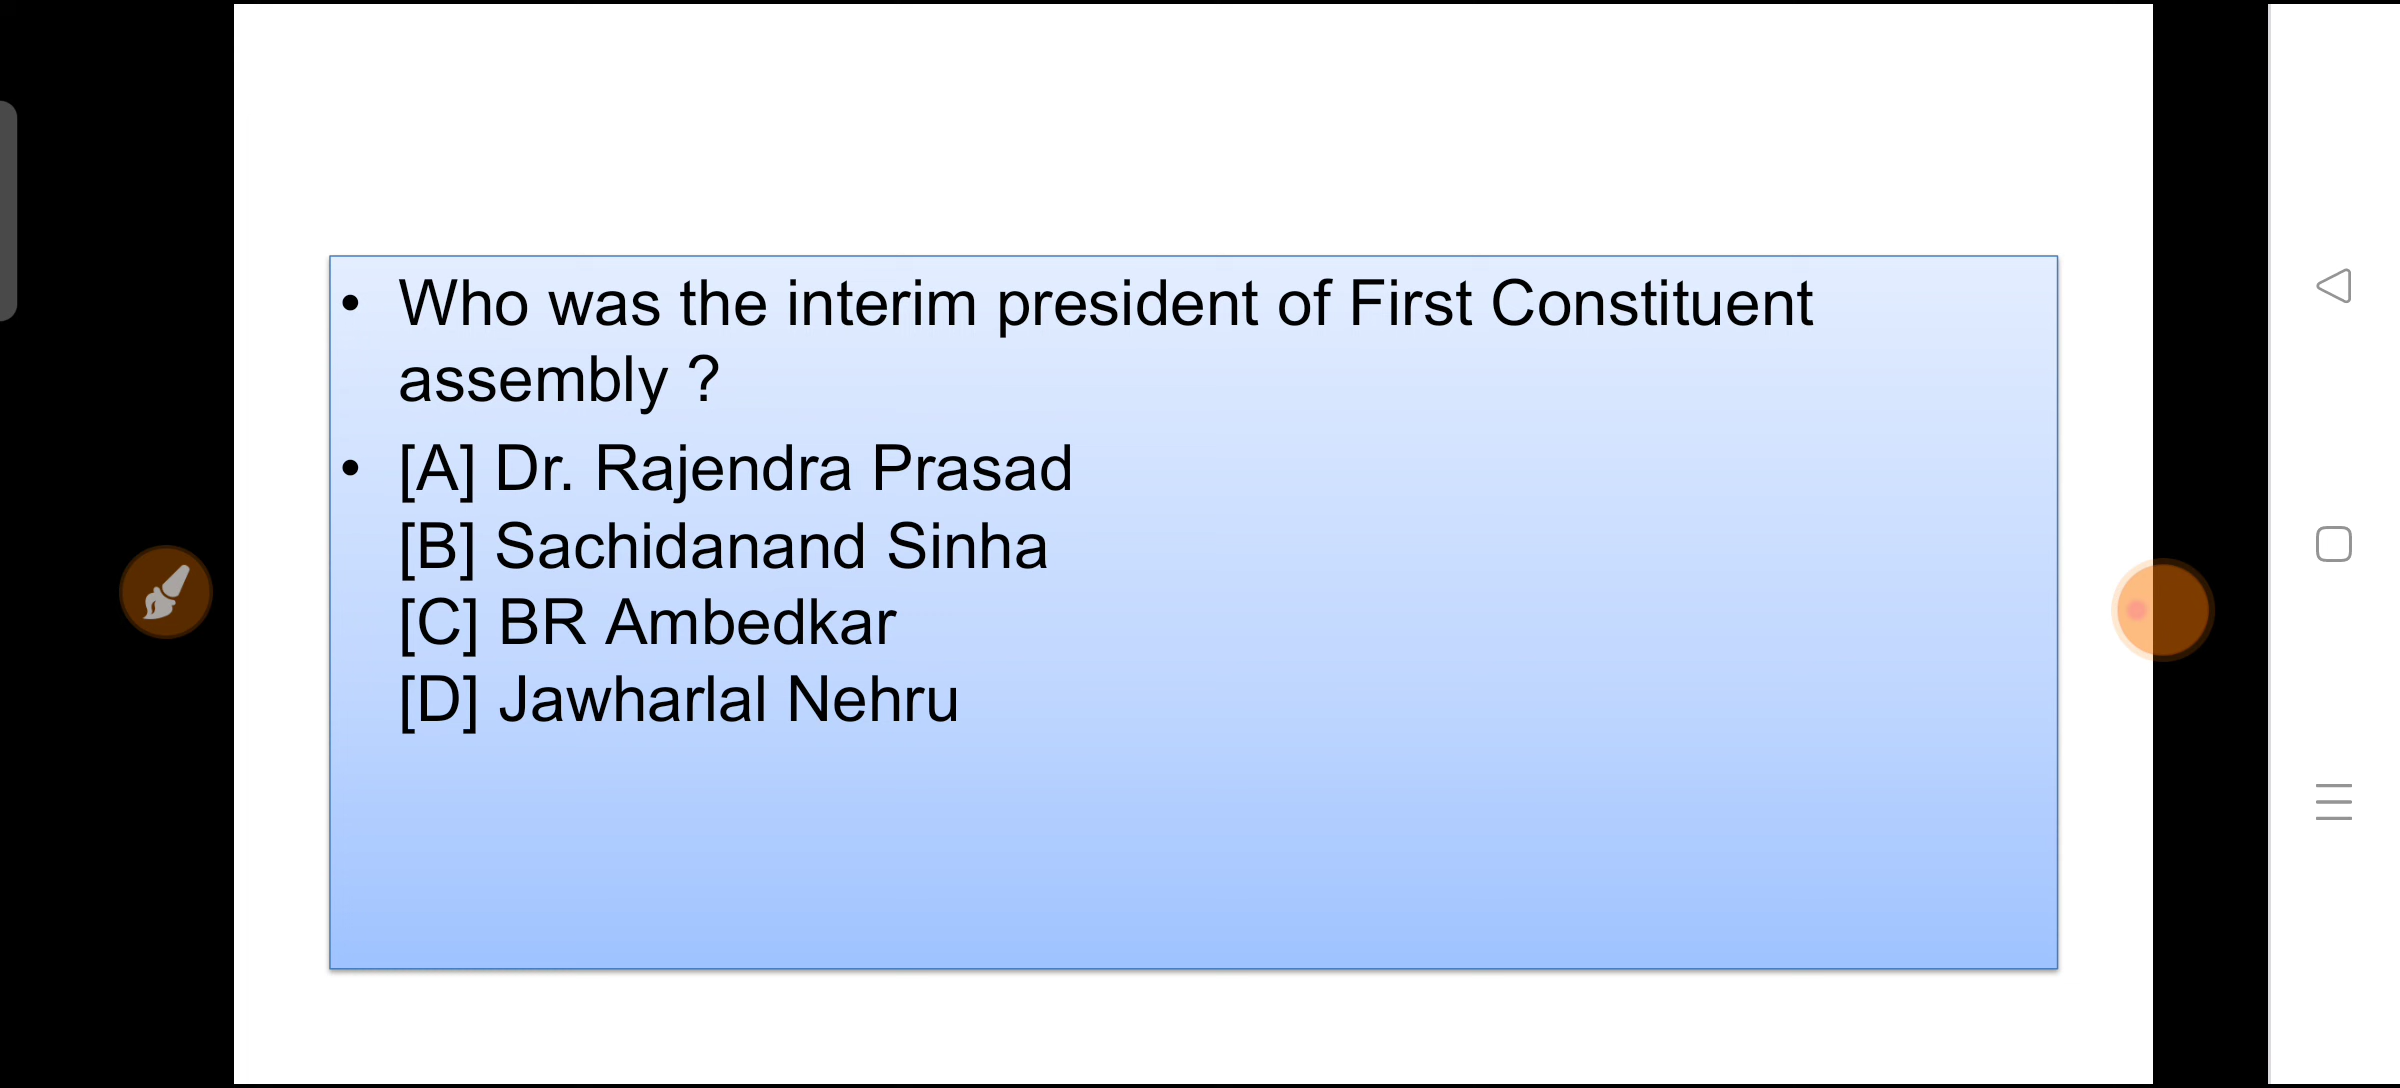 • Who was the interim president of First Constituent
assembly ?
• [A] Dr. Rajendra Prasad
[B] Sachidanand Sinha
[C] BR Ambedkar
[D] Jawharlal Nehru